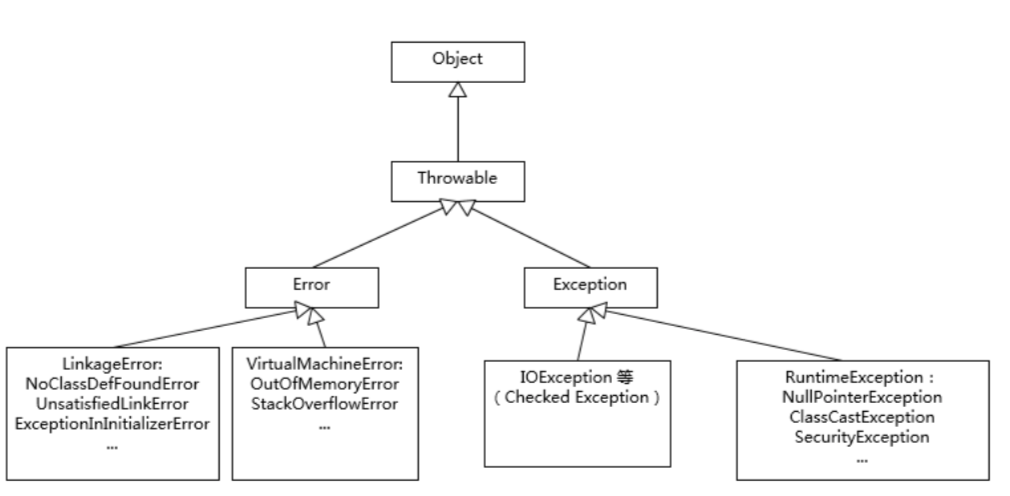 Object
Throwable
Error
Exception
LinkageError:
NoClassDefFoundError
UnsatisfiedLinkError
ExceptionInInitializerError
...
VirtualMachineError:
OutOfMemoryError
StackOverflowError
...
IOException 等
（Checked Exception）
RuntimeException：
NullPointerException
ClassCastException
SecurityException
...